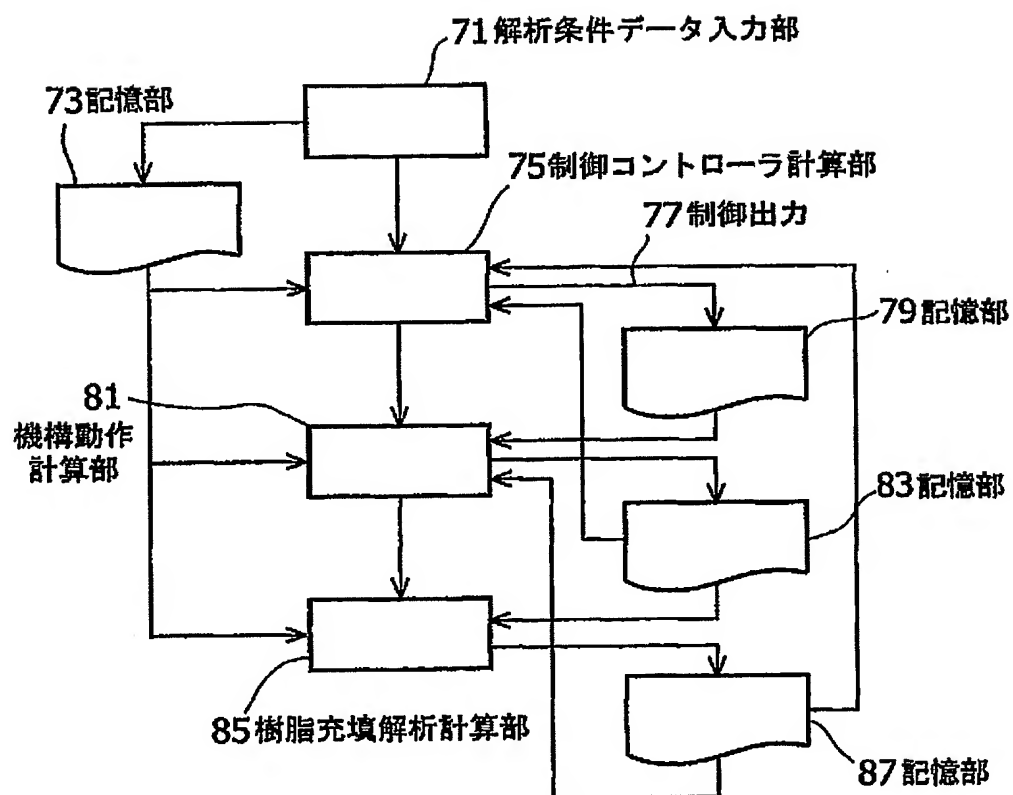 71解析条件データ入力部
73記憶部
75制御コントローラ計算部
77制御出力
79記憶部
81
機構動作
計算部
83記憶部
85樹脂充填解析計算部
87記憶部